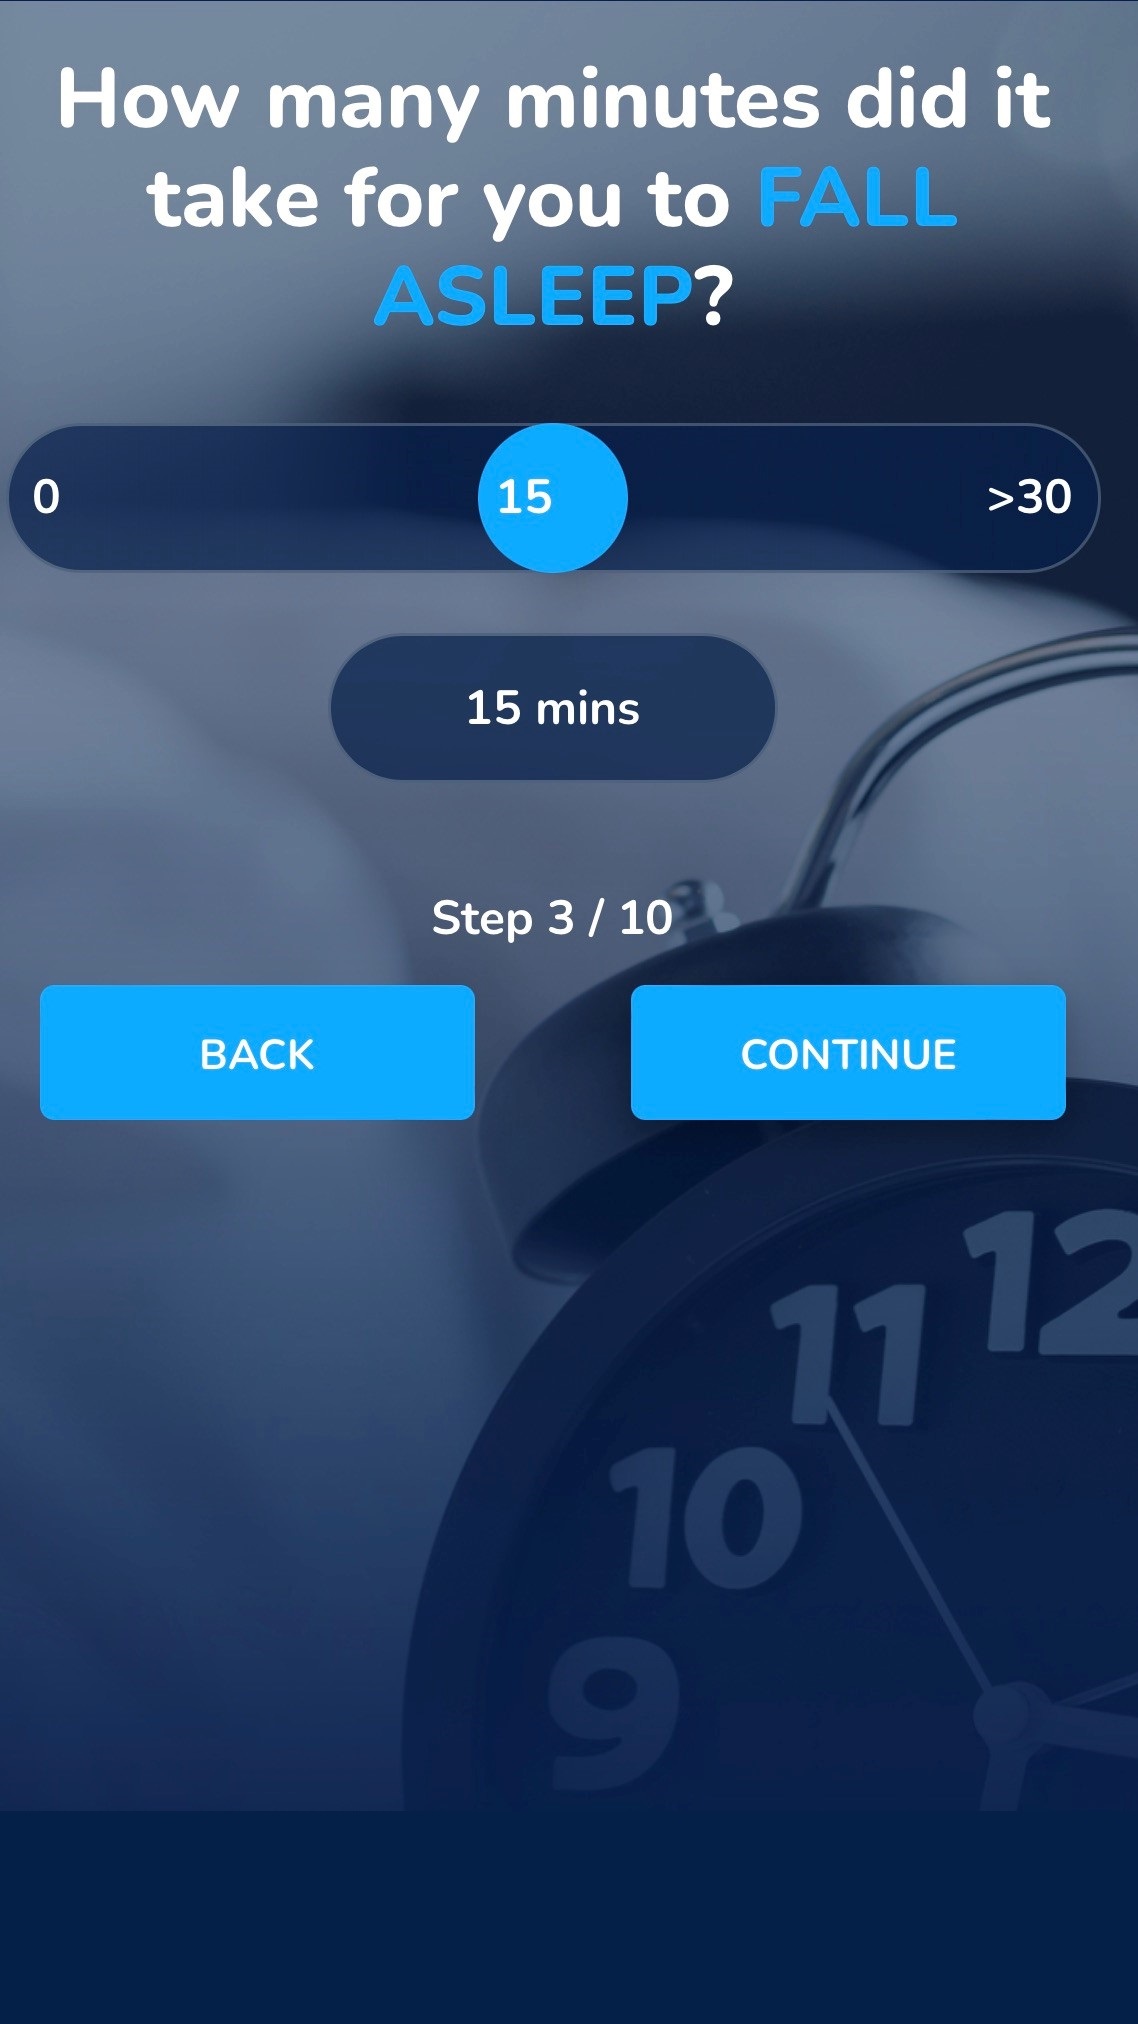 How many minutes did it
take for you to FALL
ASLEEP?
0 15 >30
15 mins
Step 3 / 10
BACK CONTINUE
12
11
10
9